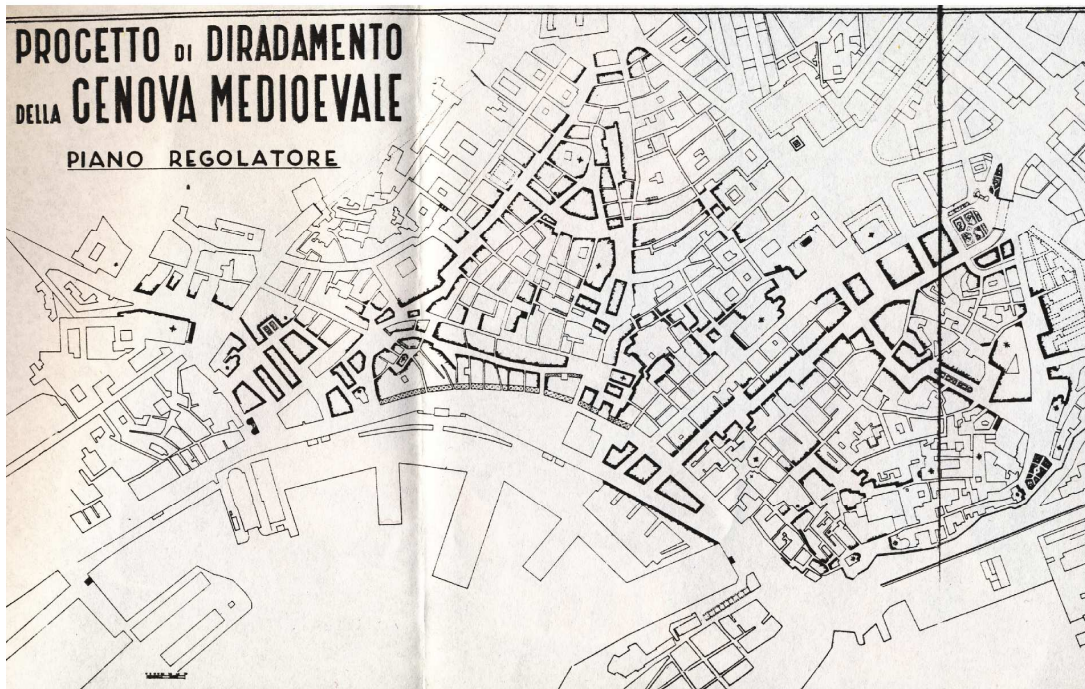 PROGETTO DI DIRADAMENTO
DELLA GENOVA MEDIOEVALE
PIANO REGOLATORE